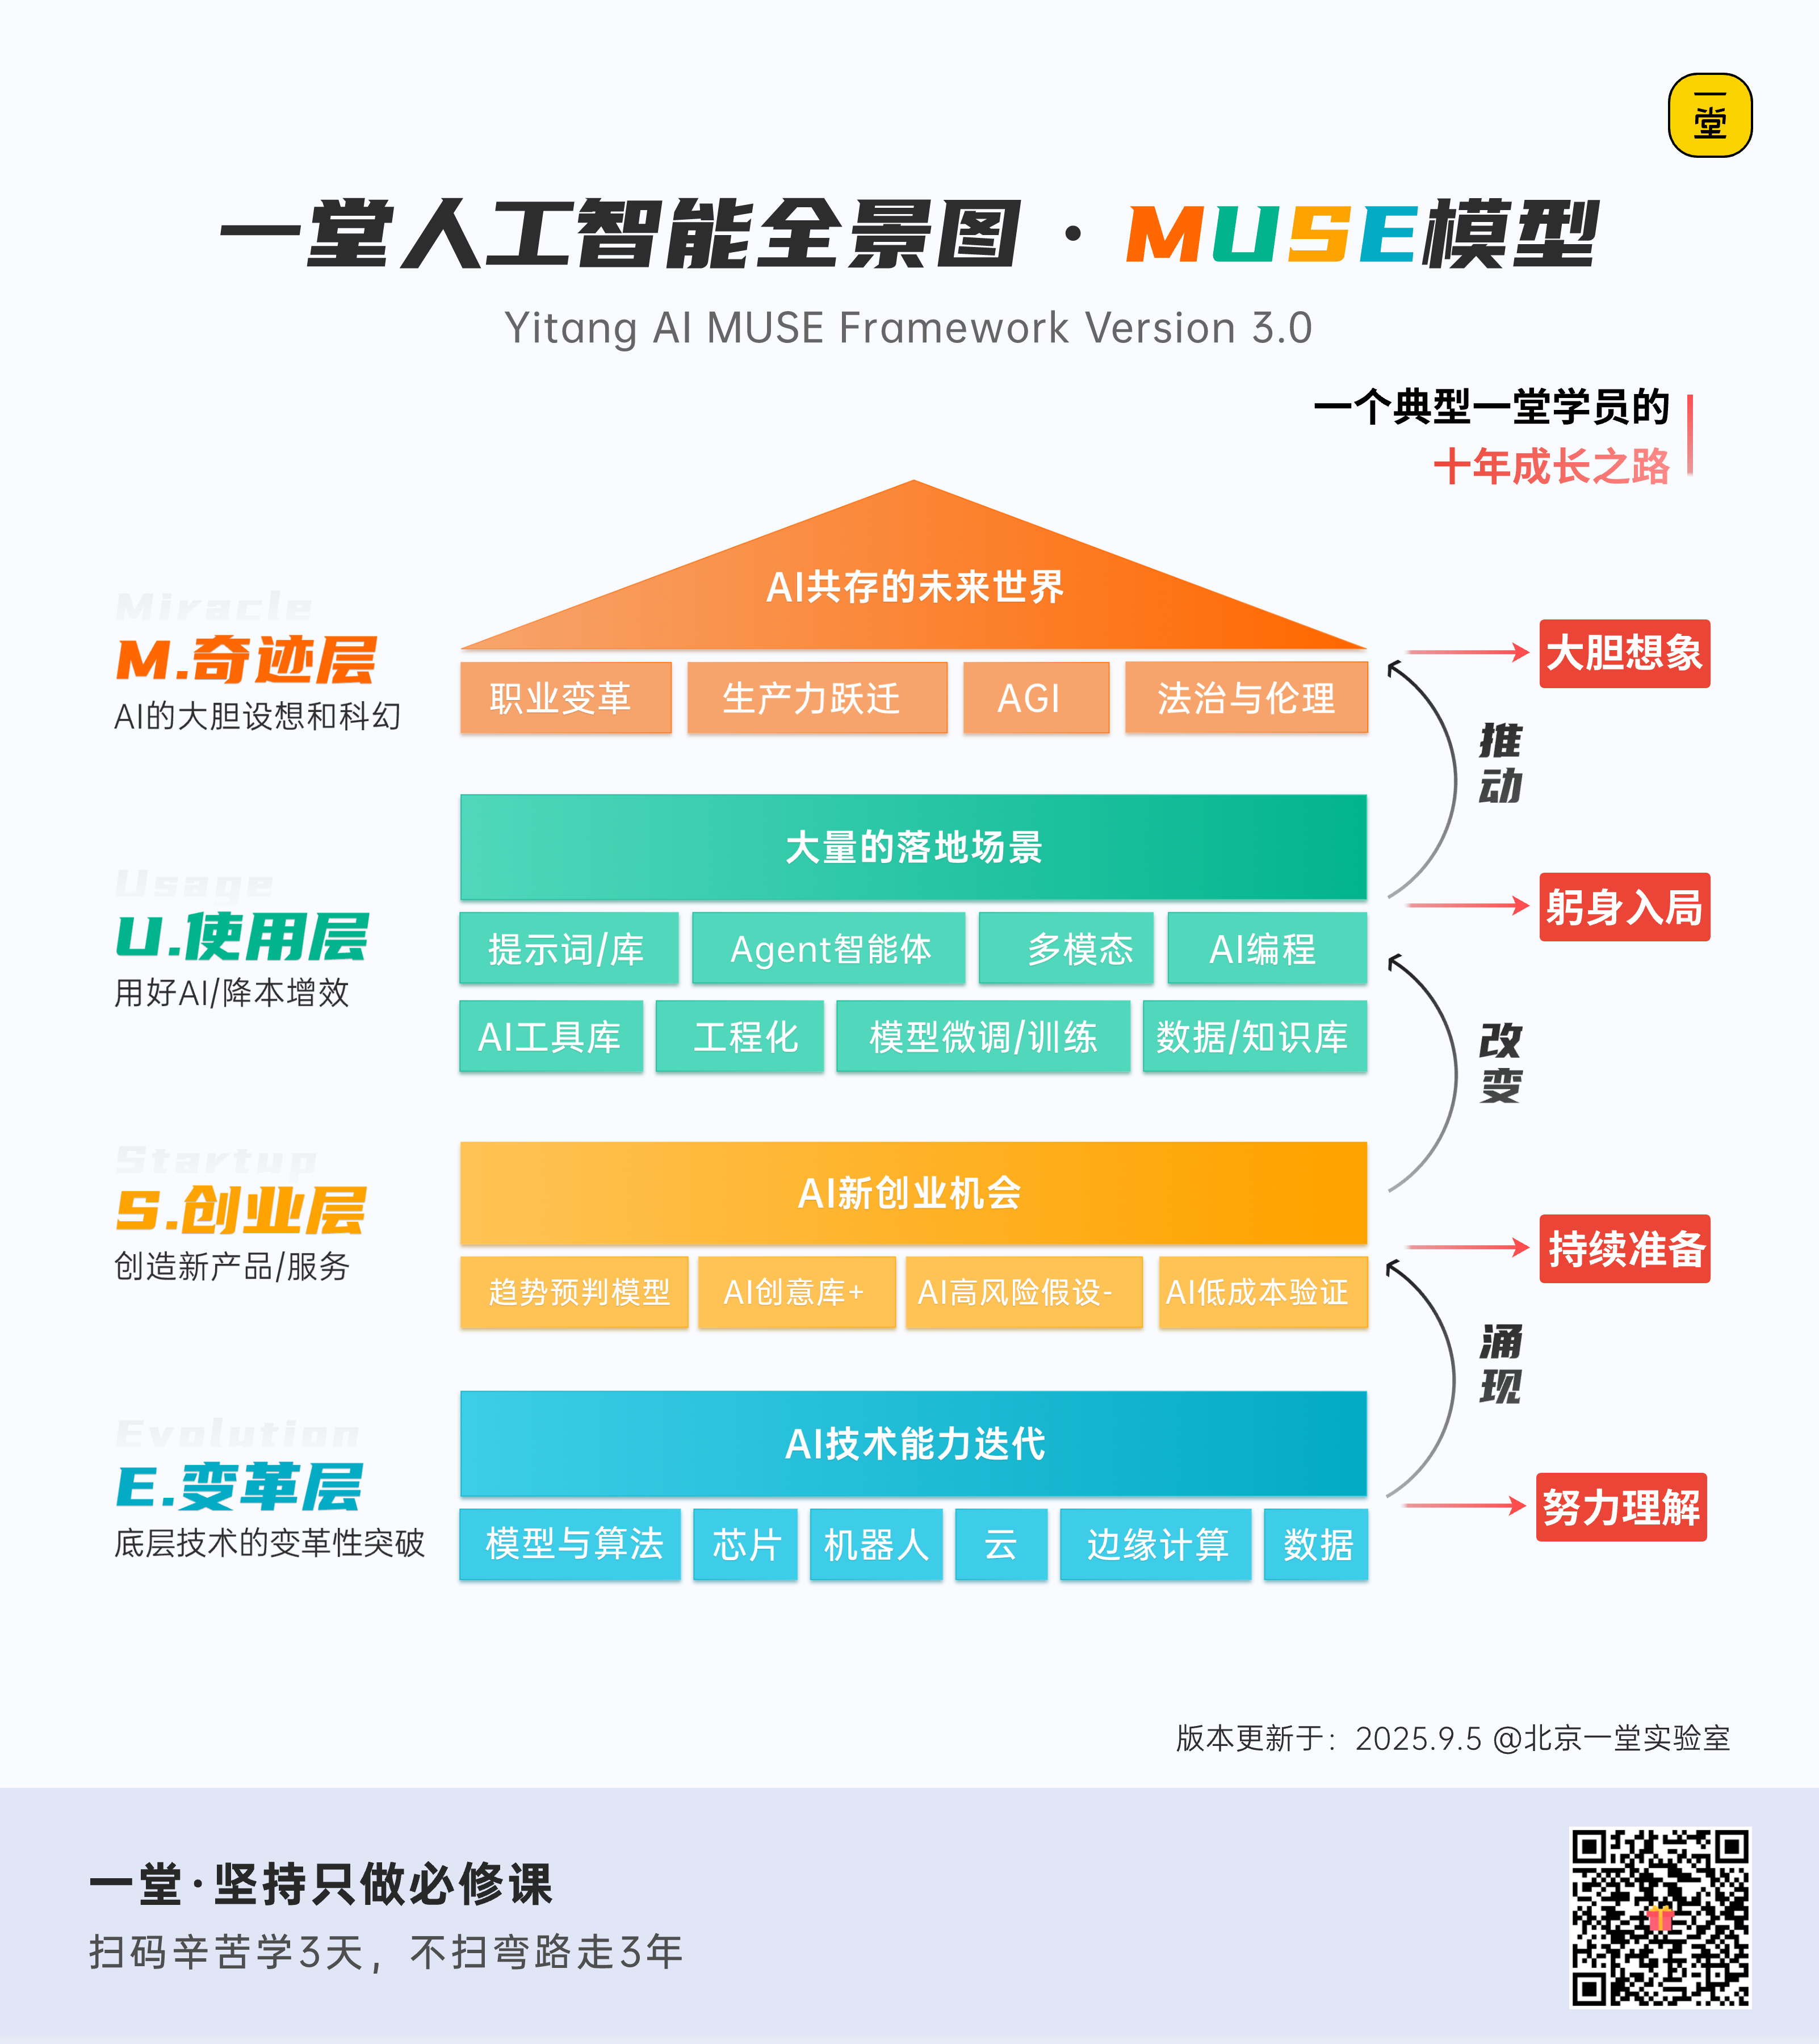 一堂
一堂人工智能全景图 · MUSE模型
Yitang AI MUSE Framework Version 3.0
一个典型一堂学员的
十年成长之路
Miracle
M.奇迹层
AI的大胆设想和科幻
AI共存的未来世界
职业变革 生产力跃迁 AGI 法治与伦理
大胆想象
推动
Usage
U.使用层
用好AI/降本增效
大量的落地场景
提示词/库 Agent智能体 多模态 AI编程
AI工具库 工程化 模型微调/训练 数据/知识库
躬身入局
改变
Startup
S.创业层
创造新产品/服务
AI新创业机会
趋势预判模型 AI创意库+ AI高风险假设- AI低成本验证
持续准备
涌现
Evolution
E.变革层
底层技术的变革性突破
AI技术能力迭代
模型与算法 芯片 机器人 云 边缘计算 数据
努力理解
版本更新于：2025.9.5 @北京一堂实验室
一堂·坚持只做必修课
扫码辛苦学3天，不扫弯路走3年